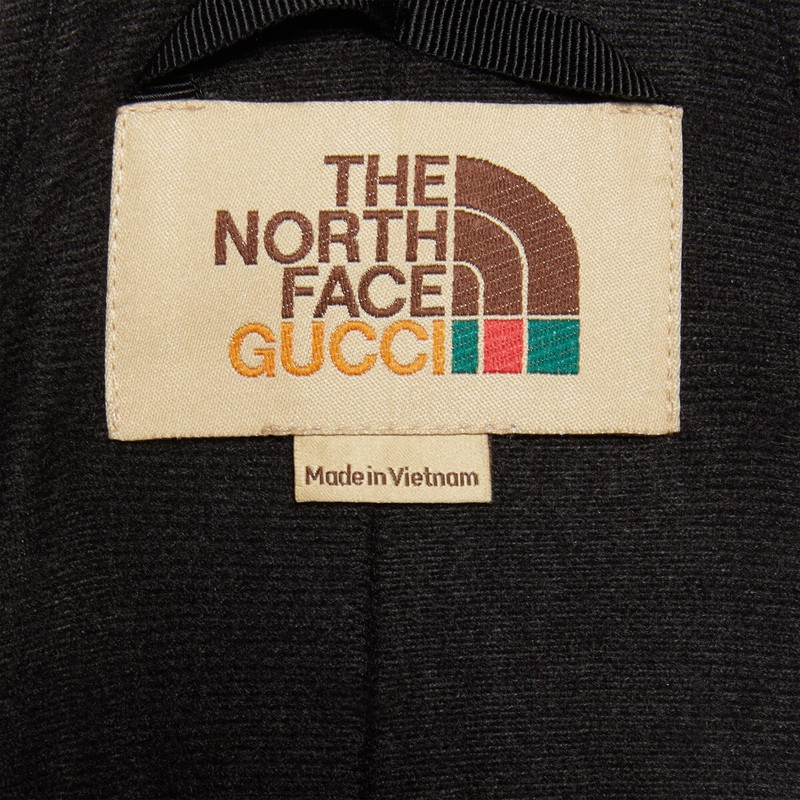 THE
NORTH
FACE
GUCCI
Made in Vietnam